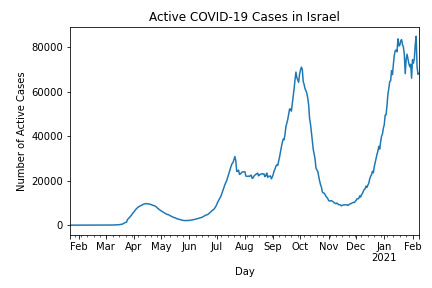 Active COVID-19 Cases in Israel
80000
60000
40000
20000
0
Number of Active Cases
Feb Mar Apr May Jun Jul Aug Sep Oct Nov Dec Jan Feb
2021
Day